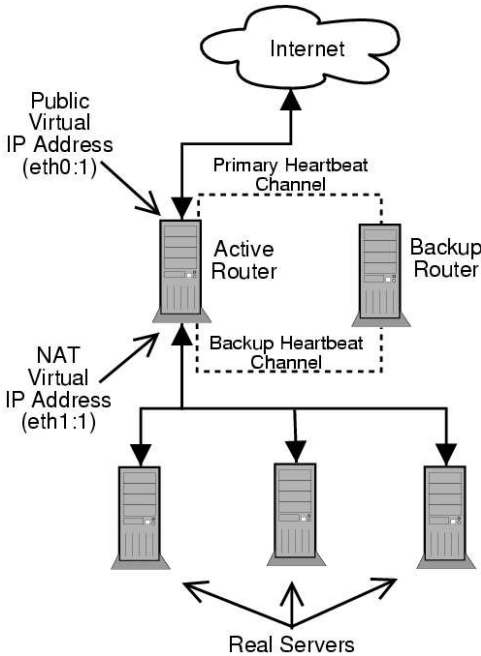 Internet
Public
Virtual
IP Address
(eth0:1)
Primary Heartbeat
Channel
Active
Router
Backup
Router
NAT
Virtual
IP Address
(eth1:1)
Backup Heartbeat
Channel
Real Servers